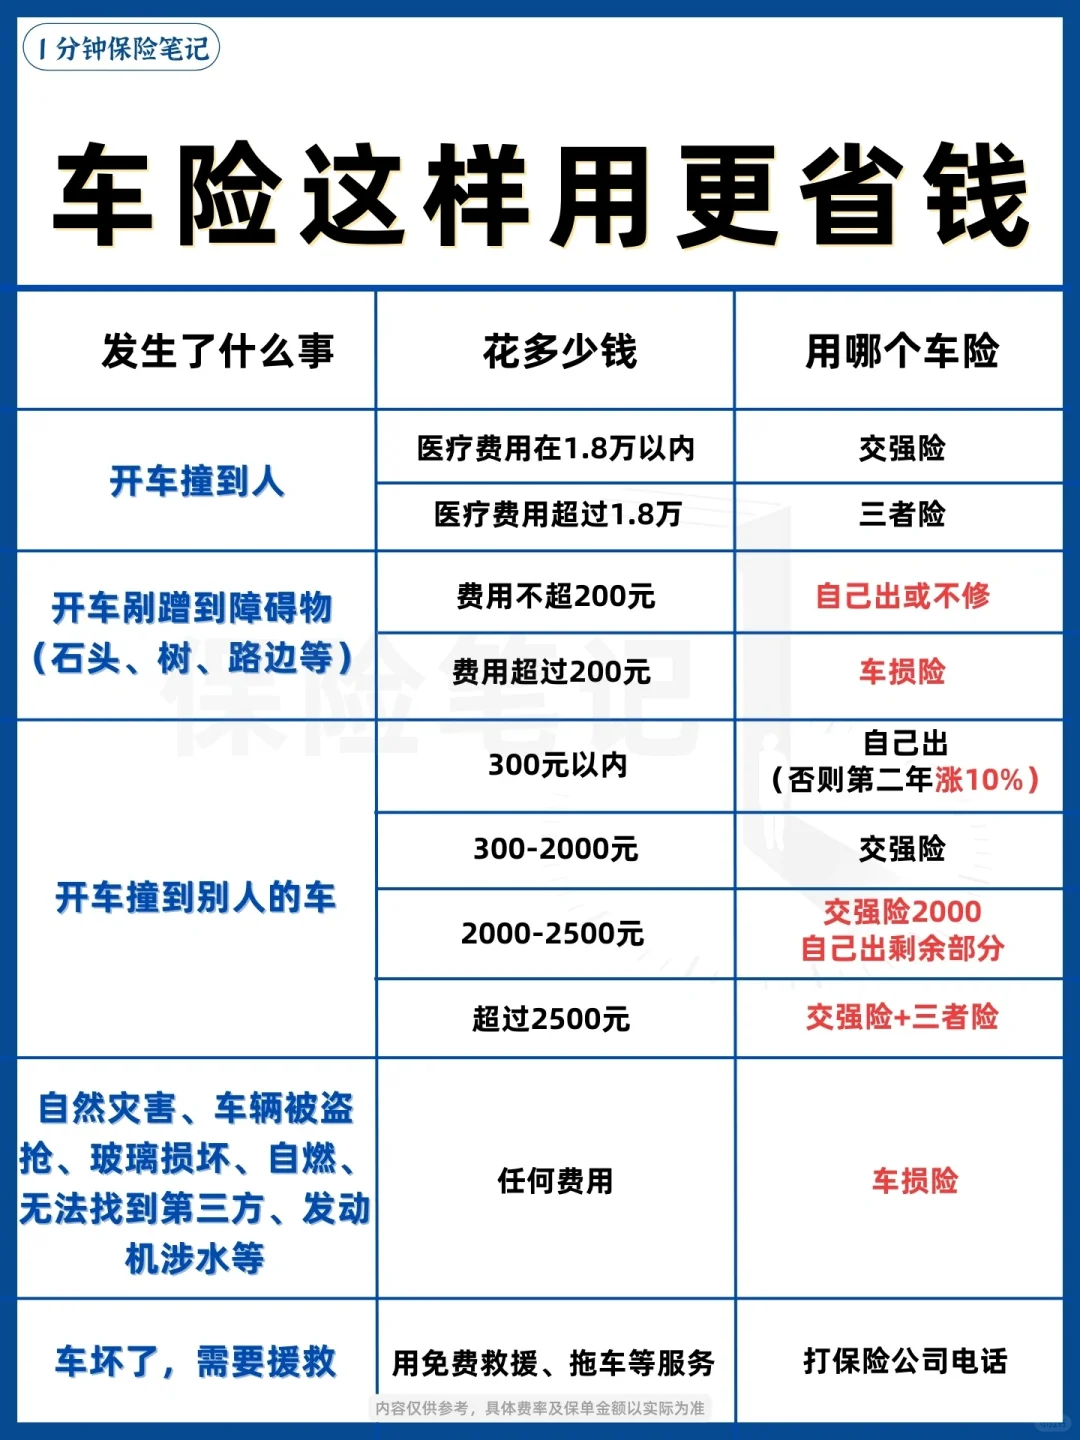 1分钟保险笔记
车险这样用更省钱
发生了什么事
花多少钱
用哪个车险
开车撞到人
医疗费用在1.8万以内
交强险
医疗费用超过1.8万
三者险
开车剐蹭到障碍物
（石头、树、路边等）
费用不超200元
自己出或不修
费用超过200元
车损险
开车撞到别人的车
300元以内
自己出
（否则第二年涨10%）
300-2000元
交强险
2000-2500元
交强险2000
自己出剩余部分
超过2500元
交强险+三者险
自然灾害、车辆被盗
抢、玻璃损坏、自燃、
无法找到第三方、发动
机涉水等
任何费用
车损险
车坏了，需要援救
用免费救援、拖车等服务
打保险公司电话
内容仅供参考，具体费率及保单金额以实际为准
保险笔记